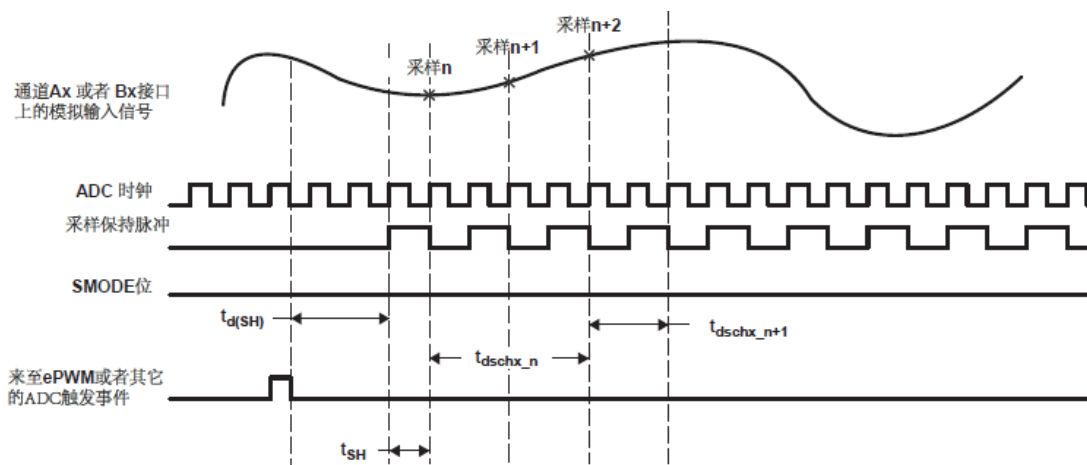 采样n+2
采样n+1
采样n
通道Ax 或者 Bx接口
上的模拟输入信号
ADC 时钟
采样保持脉冲
SMODE位
td(SH)
tdschx_n+1
tdschx_n
来至ePWM或者其它
的ADC触发事件
tSH